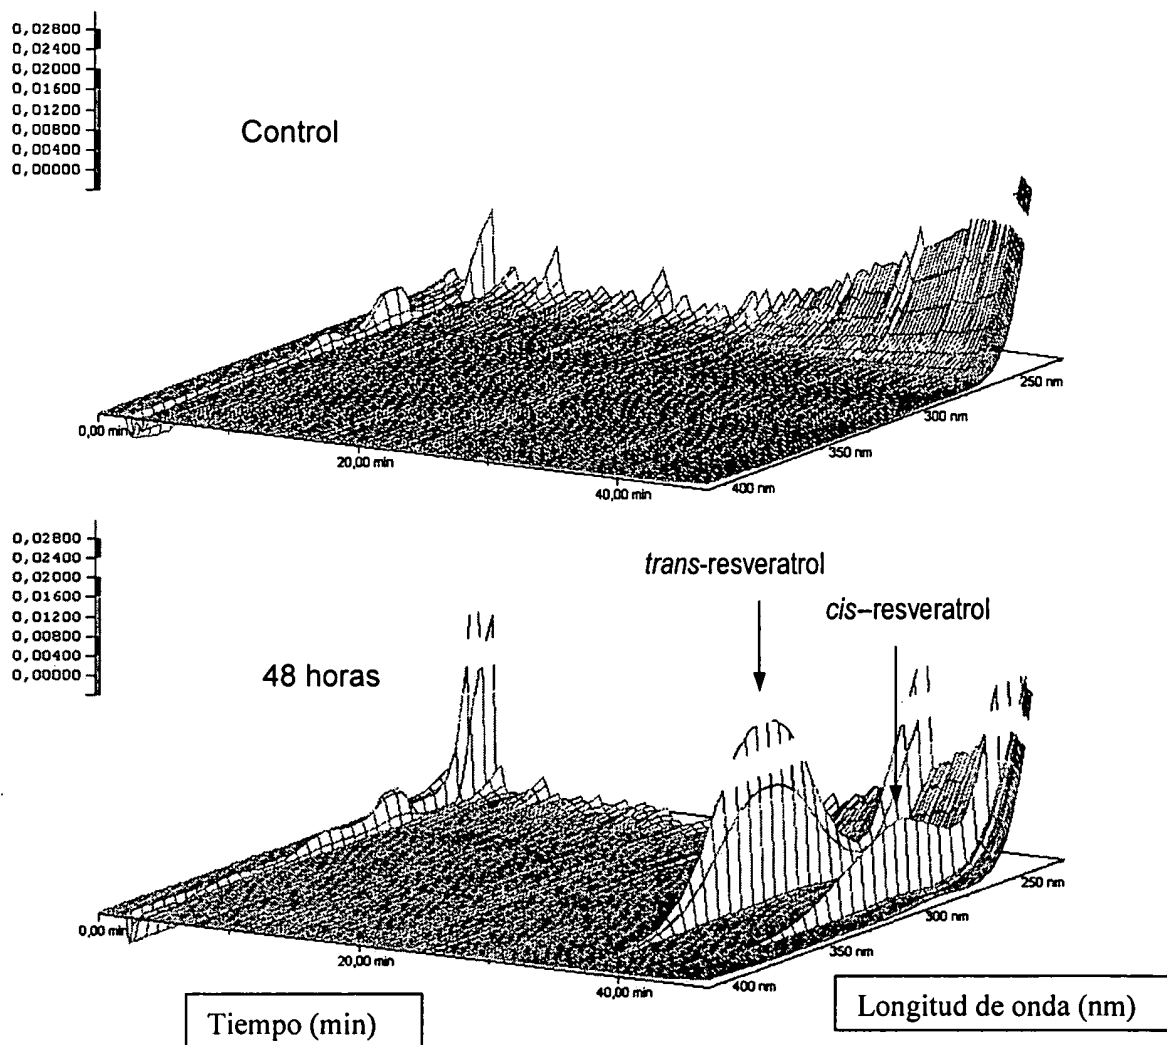 0,02800
0,02400
0,02000
0,01600
0,01200
0,00800
0,00400
0,00000
Control
0,00 min
20,00 min
40,00 min
400 nm
350 nm
300 nm
250 nm
0,02800
0,02400
0,02000
0,01600
0,01200
0,00800
0,00400
0,00000
48 horas
trans-resveratrol
cis–resveratrol
0,00 min
20,00 min
40,00 min
400 nm
350 nm
300 nm
250 nm
Tiempo (min)
Longitud de onda (nm)